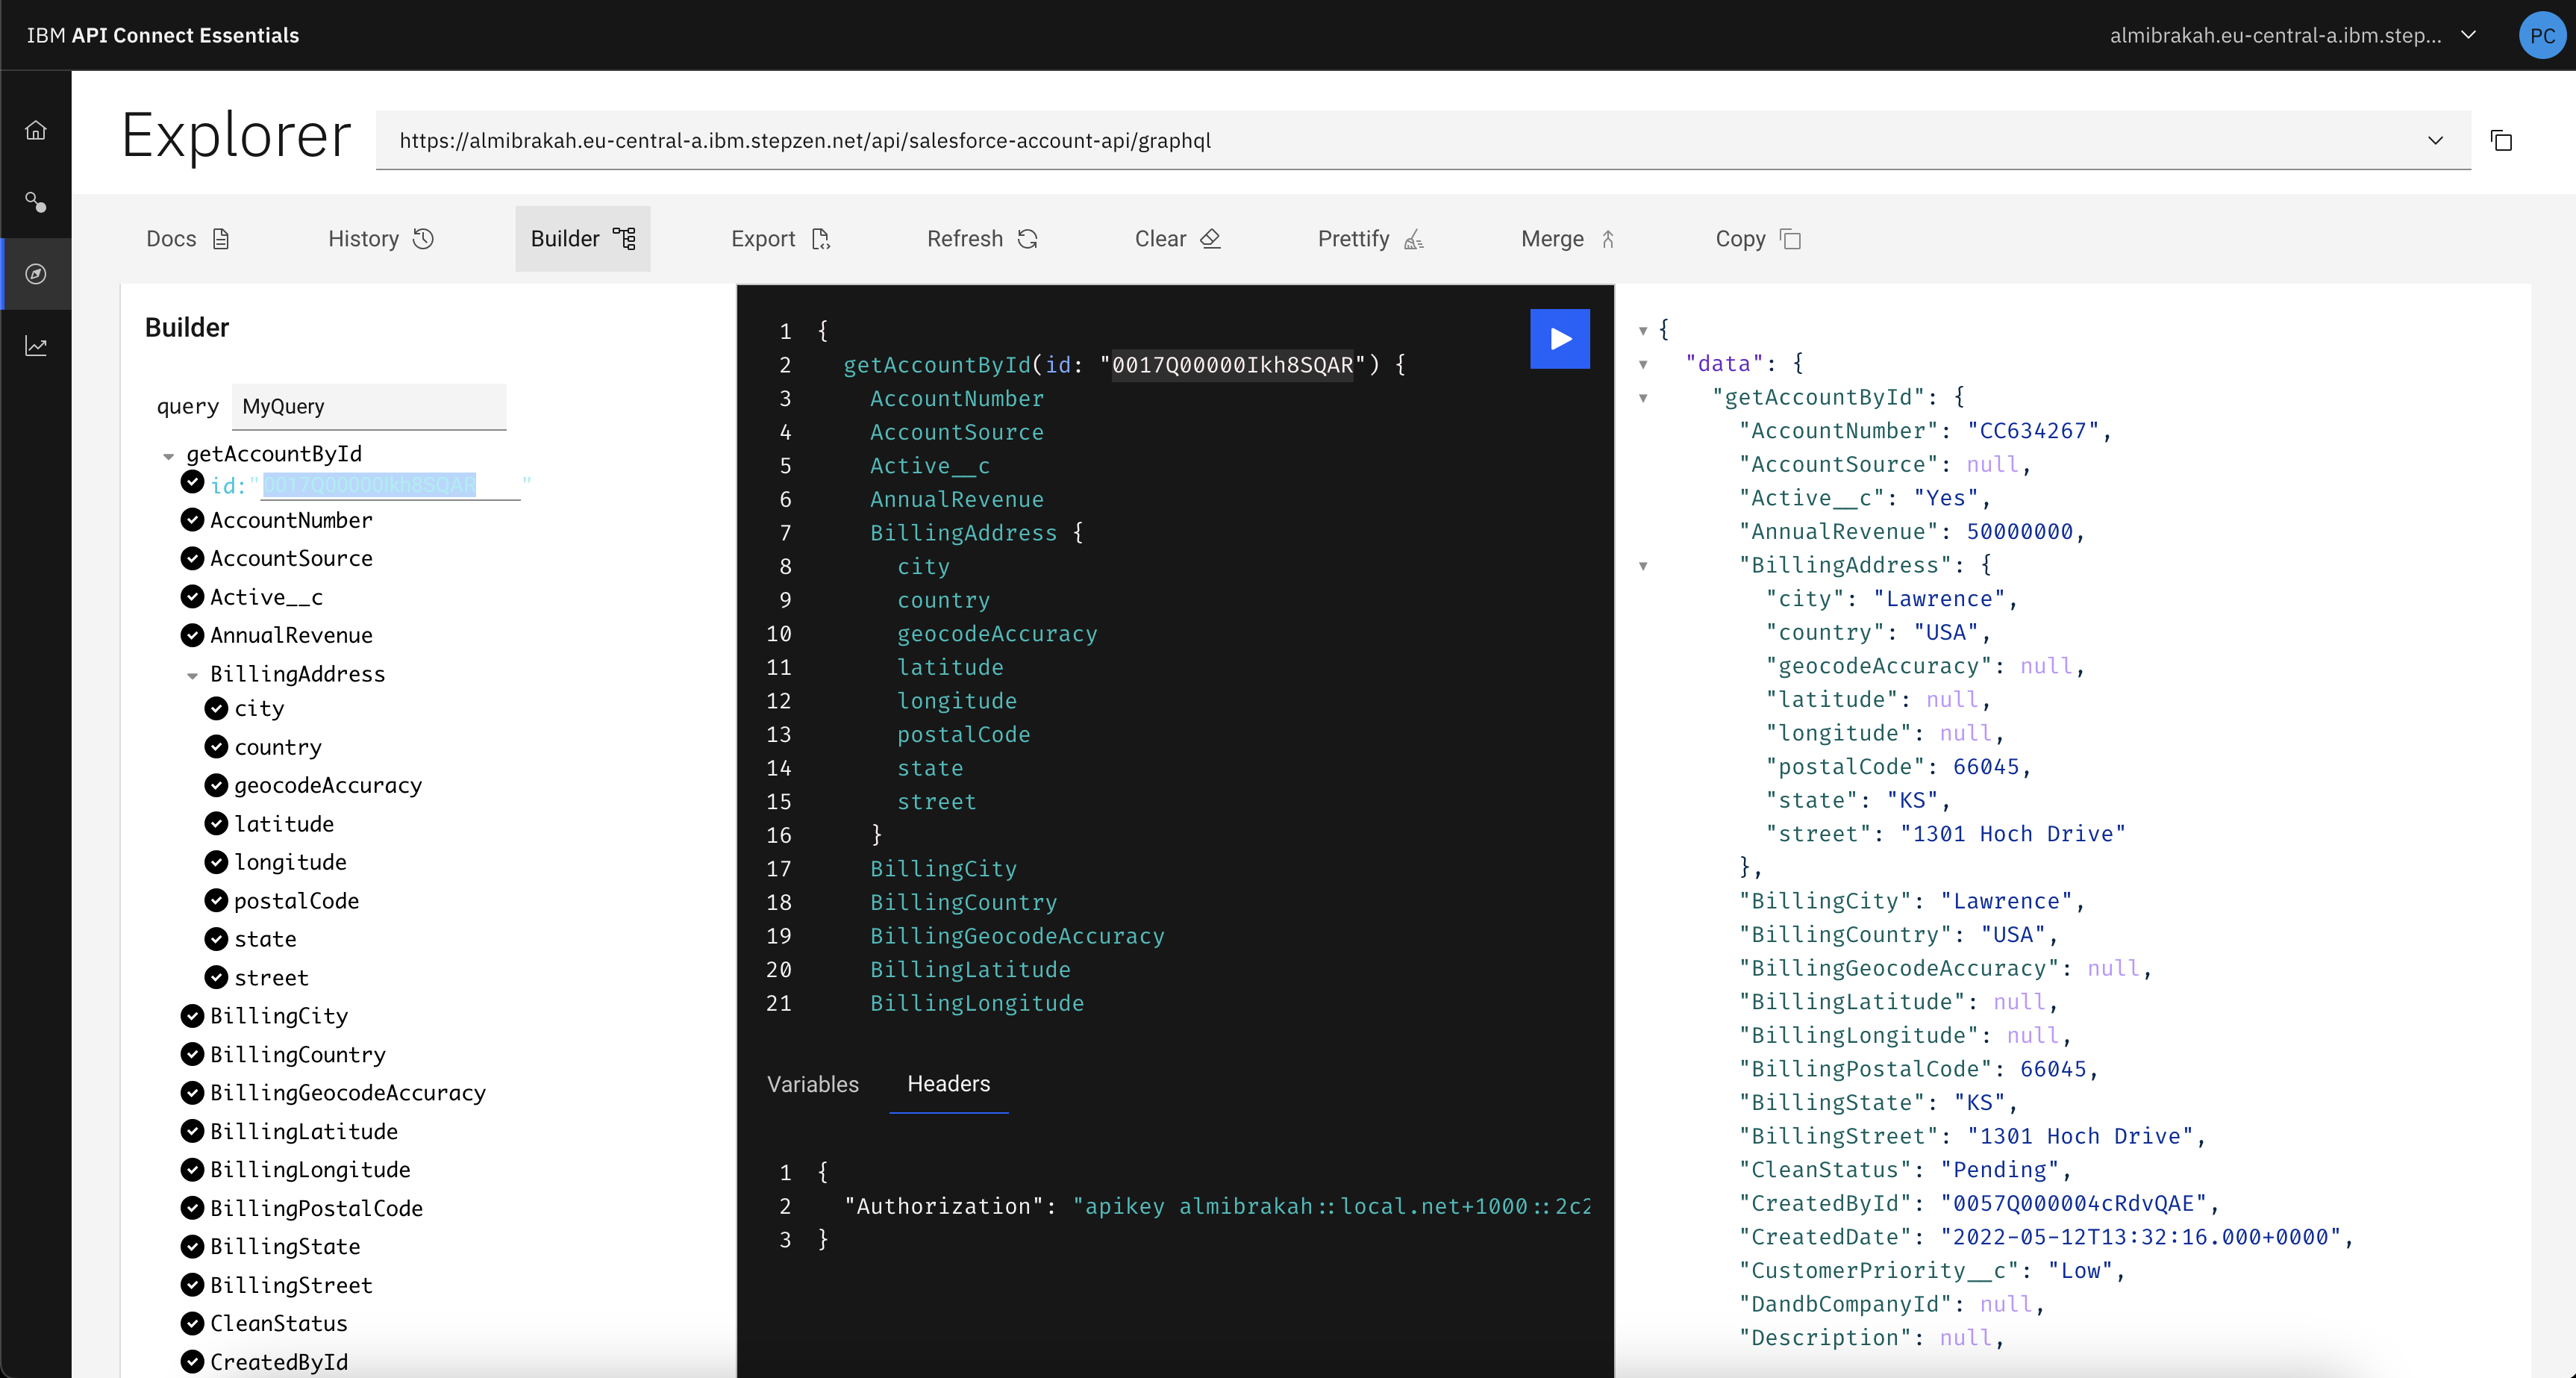 IBM API Connect Essentials
almibrakah.eu-central-a.ibm.step...
PC
Explorer
https://almibrakah.eu-central-a.ibm.stepzen.net/api/salesforce-account-api/graphql
Docs
History
Builder
Export
Refresh
Clear
Prettify
Merge
Copy
Builder
query MyQuery
getAccountById
id:"0017Q00000Ikh8SQAR"
AccountNumber
AccountSource
Active__c
AnnualRevenue
BillingAddress
city
country
geocodeAccuracy
latitude
longitude
postalCode
state
street
BillingCity
BillingCountry
BillingGeocodeAccuracy
BillingLatitude
BillingLongitude
BillingPostalCode
BillingState
BillingStreet
CleanStatus
CreatedById
1 {
2 getAccountById(id: "0017Q00000Ikh8SQAR") {
3 AccountNumber
4 AccountSource
5 Active__c
6 AnnualRevenue
7 BillingAddress {
8 city
9 country
10 geocodeAccuracy
11 latitude
12 longitude
13 postalCode
14 state
15 street
16 }
17 BillingCity
18 BillingCountry
19 BillingGeocodeAccuracy
20 BillingLatitude
21 BillingLongitude
Variables
Headers
1 {
2 "Authorization": "apikey almibrakah::local.net+1000::2c2
3 }
{
"data": {
"getAccountById": {
"AccountNumber": "CC634267",
"AccountSource": null,
"Active__c": "Yes",
"AnnualRevenue": 50000000,
"BillingAddress": {
"city": "Lawrence",
"country": "USA",
"geocodeAccuracy": null,
"latitude": null,
"longitude": null,
"postalCode": 66045,
"state": "KS",
"street": "1301 Hoch Drive"
},
"BillingCity": "Lawrence",
"BillingCountry": "USA",
"BillingGeocodeAccuracy": null,
"BillingLatitude": null,
"BillingLongitude": null,
"BillingPostalCode": 66045,
"BillingState": "KS",
"BillingStreet": "1301 Hoch Drive",
"CleanStatus": "Pending",
"CreatedById": "0057Q000004cRdvQAE",
"CreatedDate": "2022-05-12T13:32:16.000+0000",
"CustomerPriority__c": "Low",
"DandbCompanyId": null,
"Description": null,